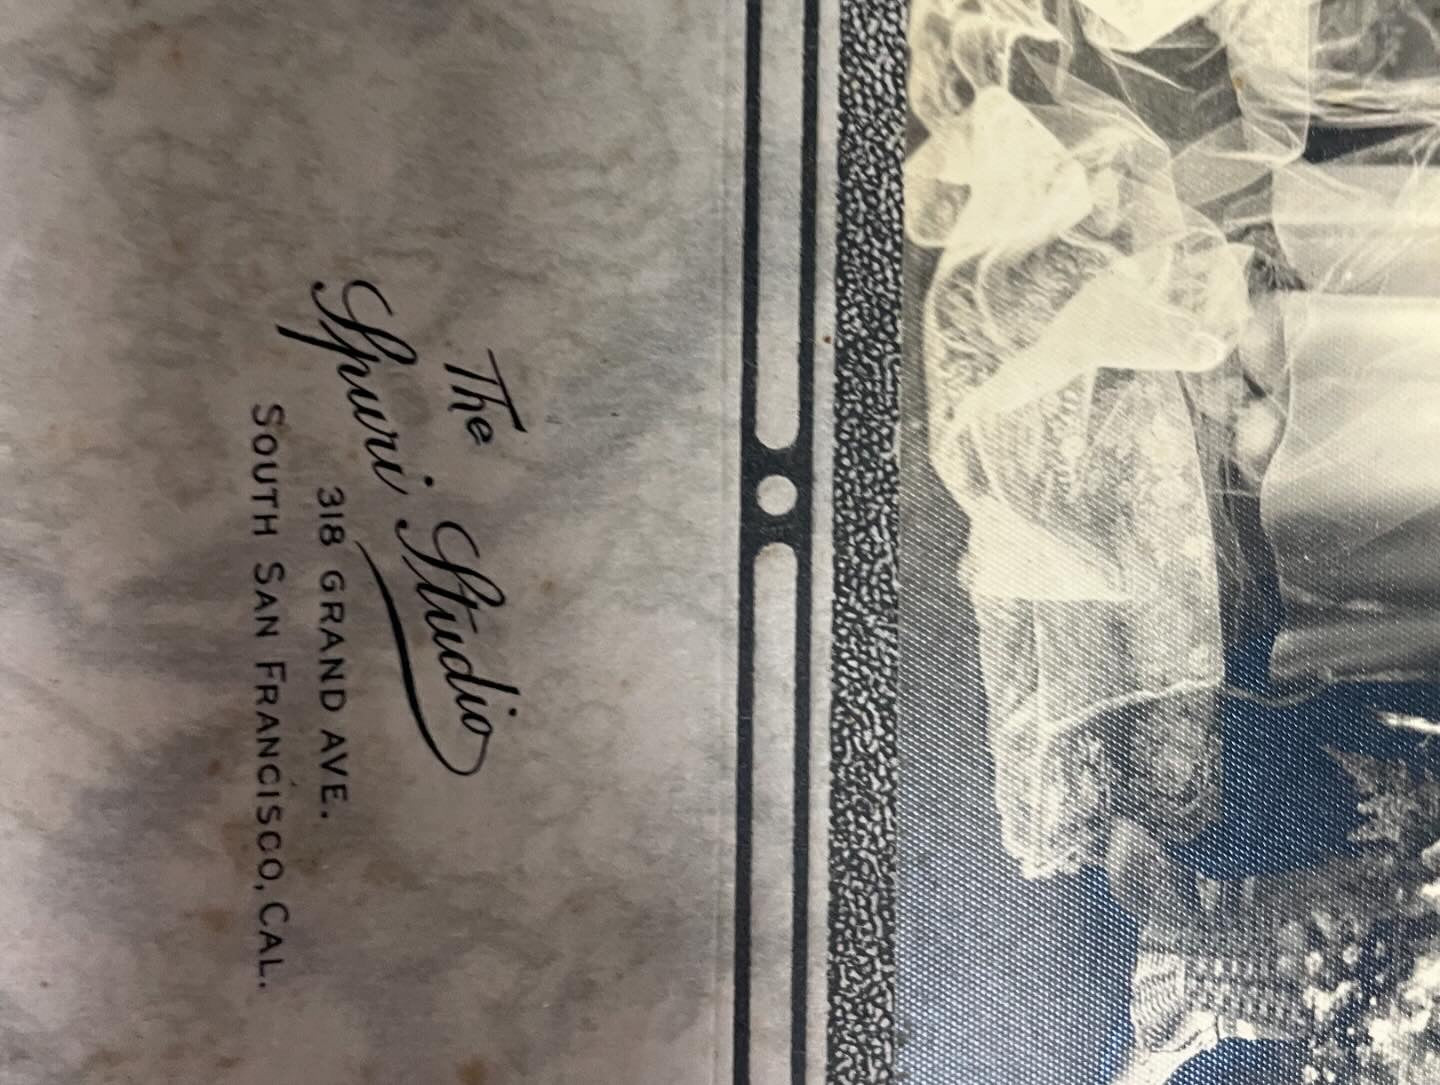 The
Spuri Studio
318 GRAND AVE.
SOUTH SAN FRANCISCO, CAL.